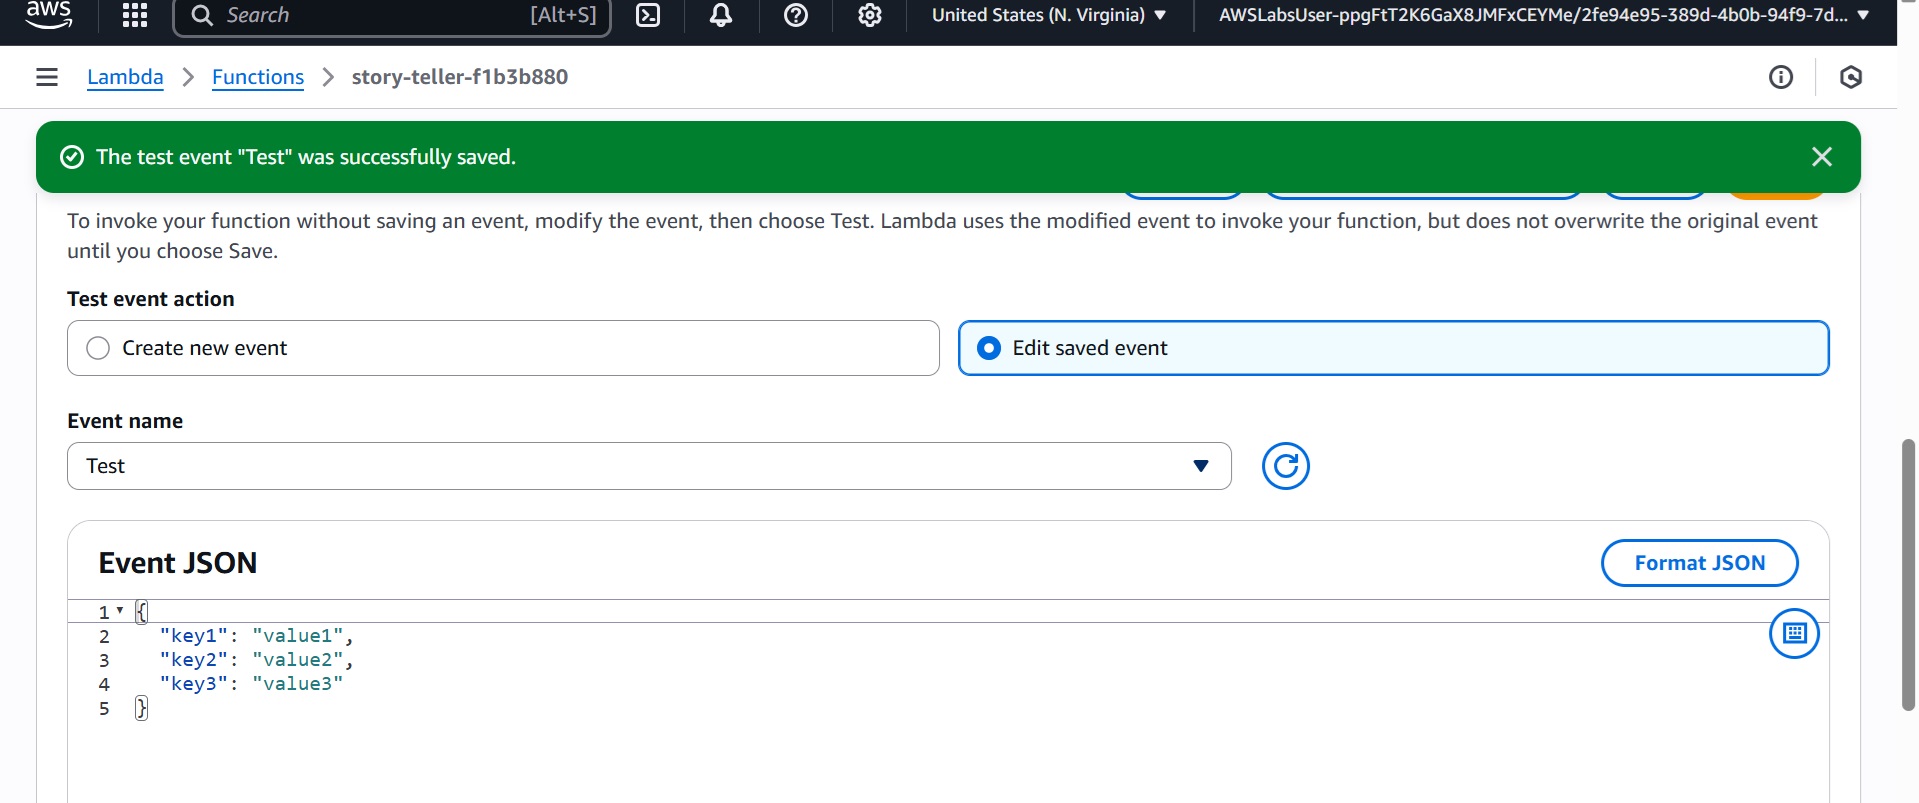 aws
Search [Alt+S] United States (N. Virginia) AWSLabsUser-ppgFtT2K6GaX8JMFxCEYMe/2fe94e95-389d-4b0b-94f9-7d...
Lambda Functions story-teller-f1b3b880
The test event "Test" was successfully saved.
To invoke your function without saving an event, modify the event, then choose Test. Lambda uses the modified event to invoke your function, but does not overwrite the original event
until you choose Save.
Test event action
Create new event Edit saved event
Event name
Test
Event JSON Format JSON
1 {
2 "key1": "value1",
3 "key2": "value2",
4 "key3": "value3"
5 }